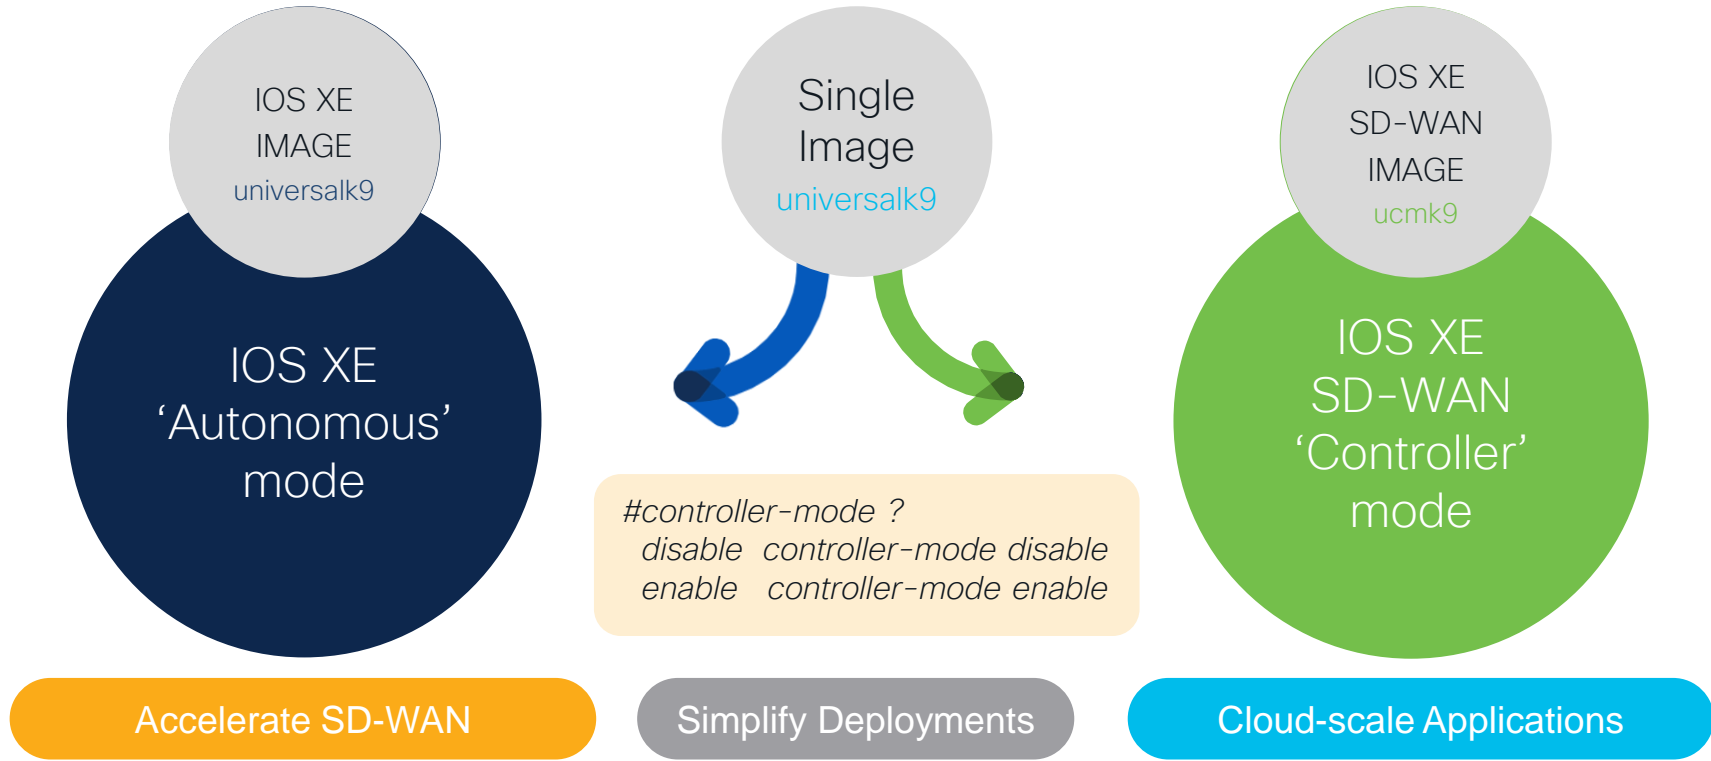 IOS XE
IMAGE
universalk9
IOS XE
‘Autonomous’
mode
Single
Image
universalk9
#controller-mode ?
disable controller-mode disable
enable controller-mode enable
IOS XE
SD-WAN
IMAGE
ucmk9
IOS XE
SD-WAN
‘Controller’
mode
Accelerate SD-WAN
Simplify Deployments
Cloud-scale Applications